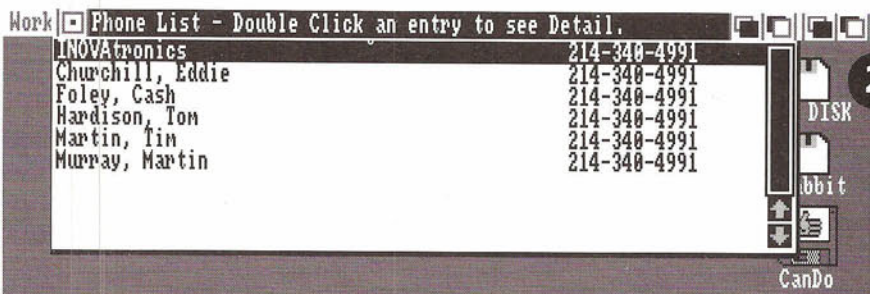 Work
Phone List - Double Click an entry to see Detail.
INOVAtronics 214-340-4991
Churchill, Eddie 214-340-4991
Foley, Cash 214-340-4991
Hardison, Tom 214-340-4991
Martin, Tim 214-340-4991
Murray, Martin 214-340-4991
DISK
bbit
CanDo